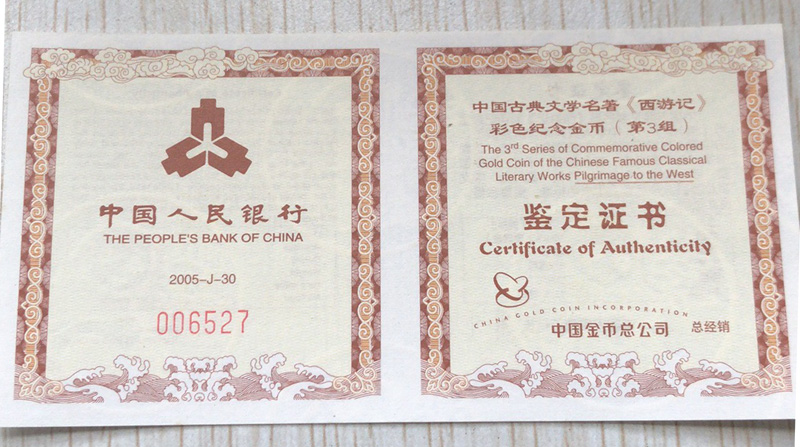 中国人民银行
THE PEOPLE'S BANK OF CHINA
2005-J-30
006527
中国古典文学名著《西游记》
彩色纪念金币（第3组）
The 3rd Series of Commemorative Colored
Gold Coin of the Chinese Famous Classical
Literary Works Pilgrimage to the West
鉴定证书
Certificate of Authenticity
CHINA GOLD COIN INCORPORATION
中国金币总公司 总经销